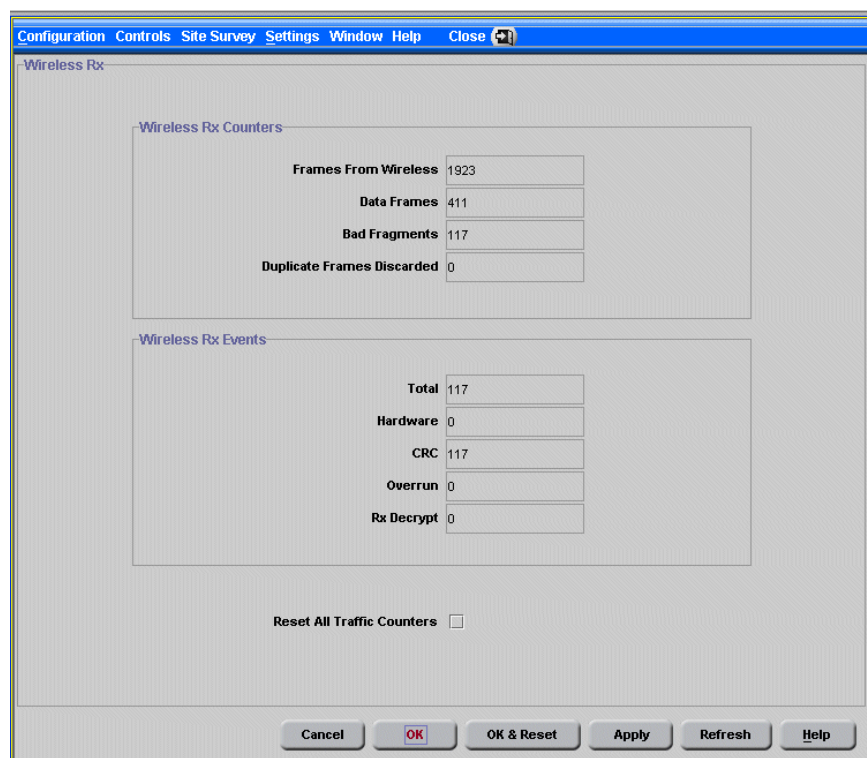 Configuration Controls Site Survey Settings Window Help Close
Wireless Rx
Wireless Rx Counters
Frames From Wireless 1923
Data Frames 411
Bad Fragments 117
Duplicate Frames Discarded 0
Wireless Rx Events
Total 117
Hardware 0
CRC 117
Overrun 0
Rx Decrypt 0
Reset All Traffic Counters
Cancel OK OK & Reset Apply Refresh Help